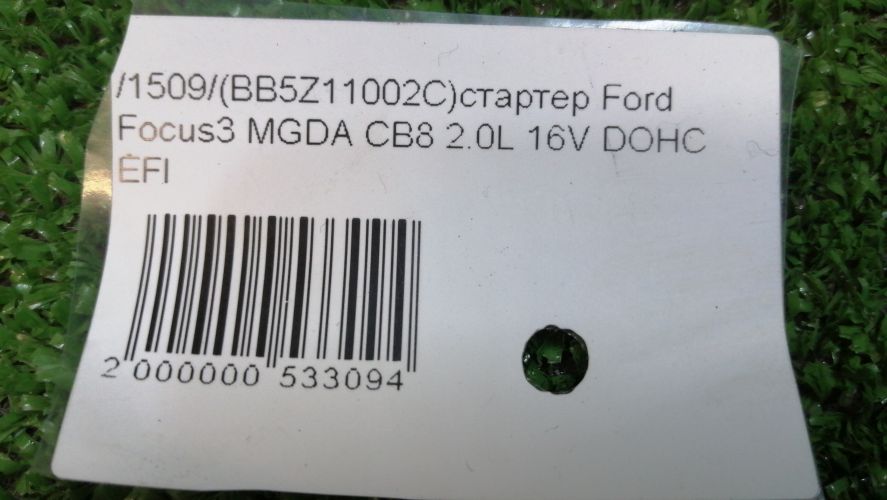 /1509/(BB5Z11002C)стартер Ford
Focus3 MGDA CB8 2.0L 16V DOHC
EFI
2 000000 533094